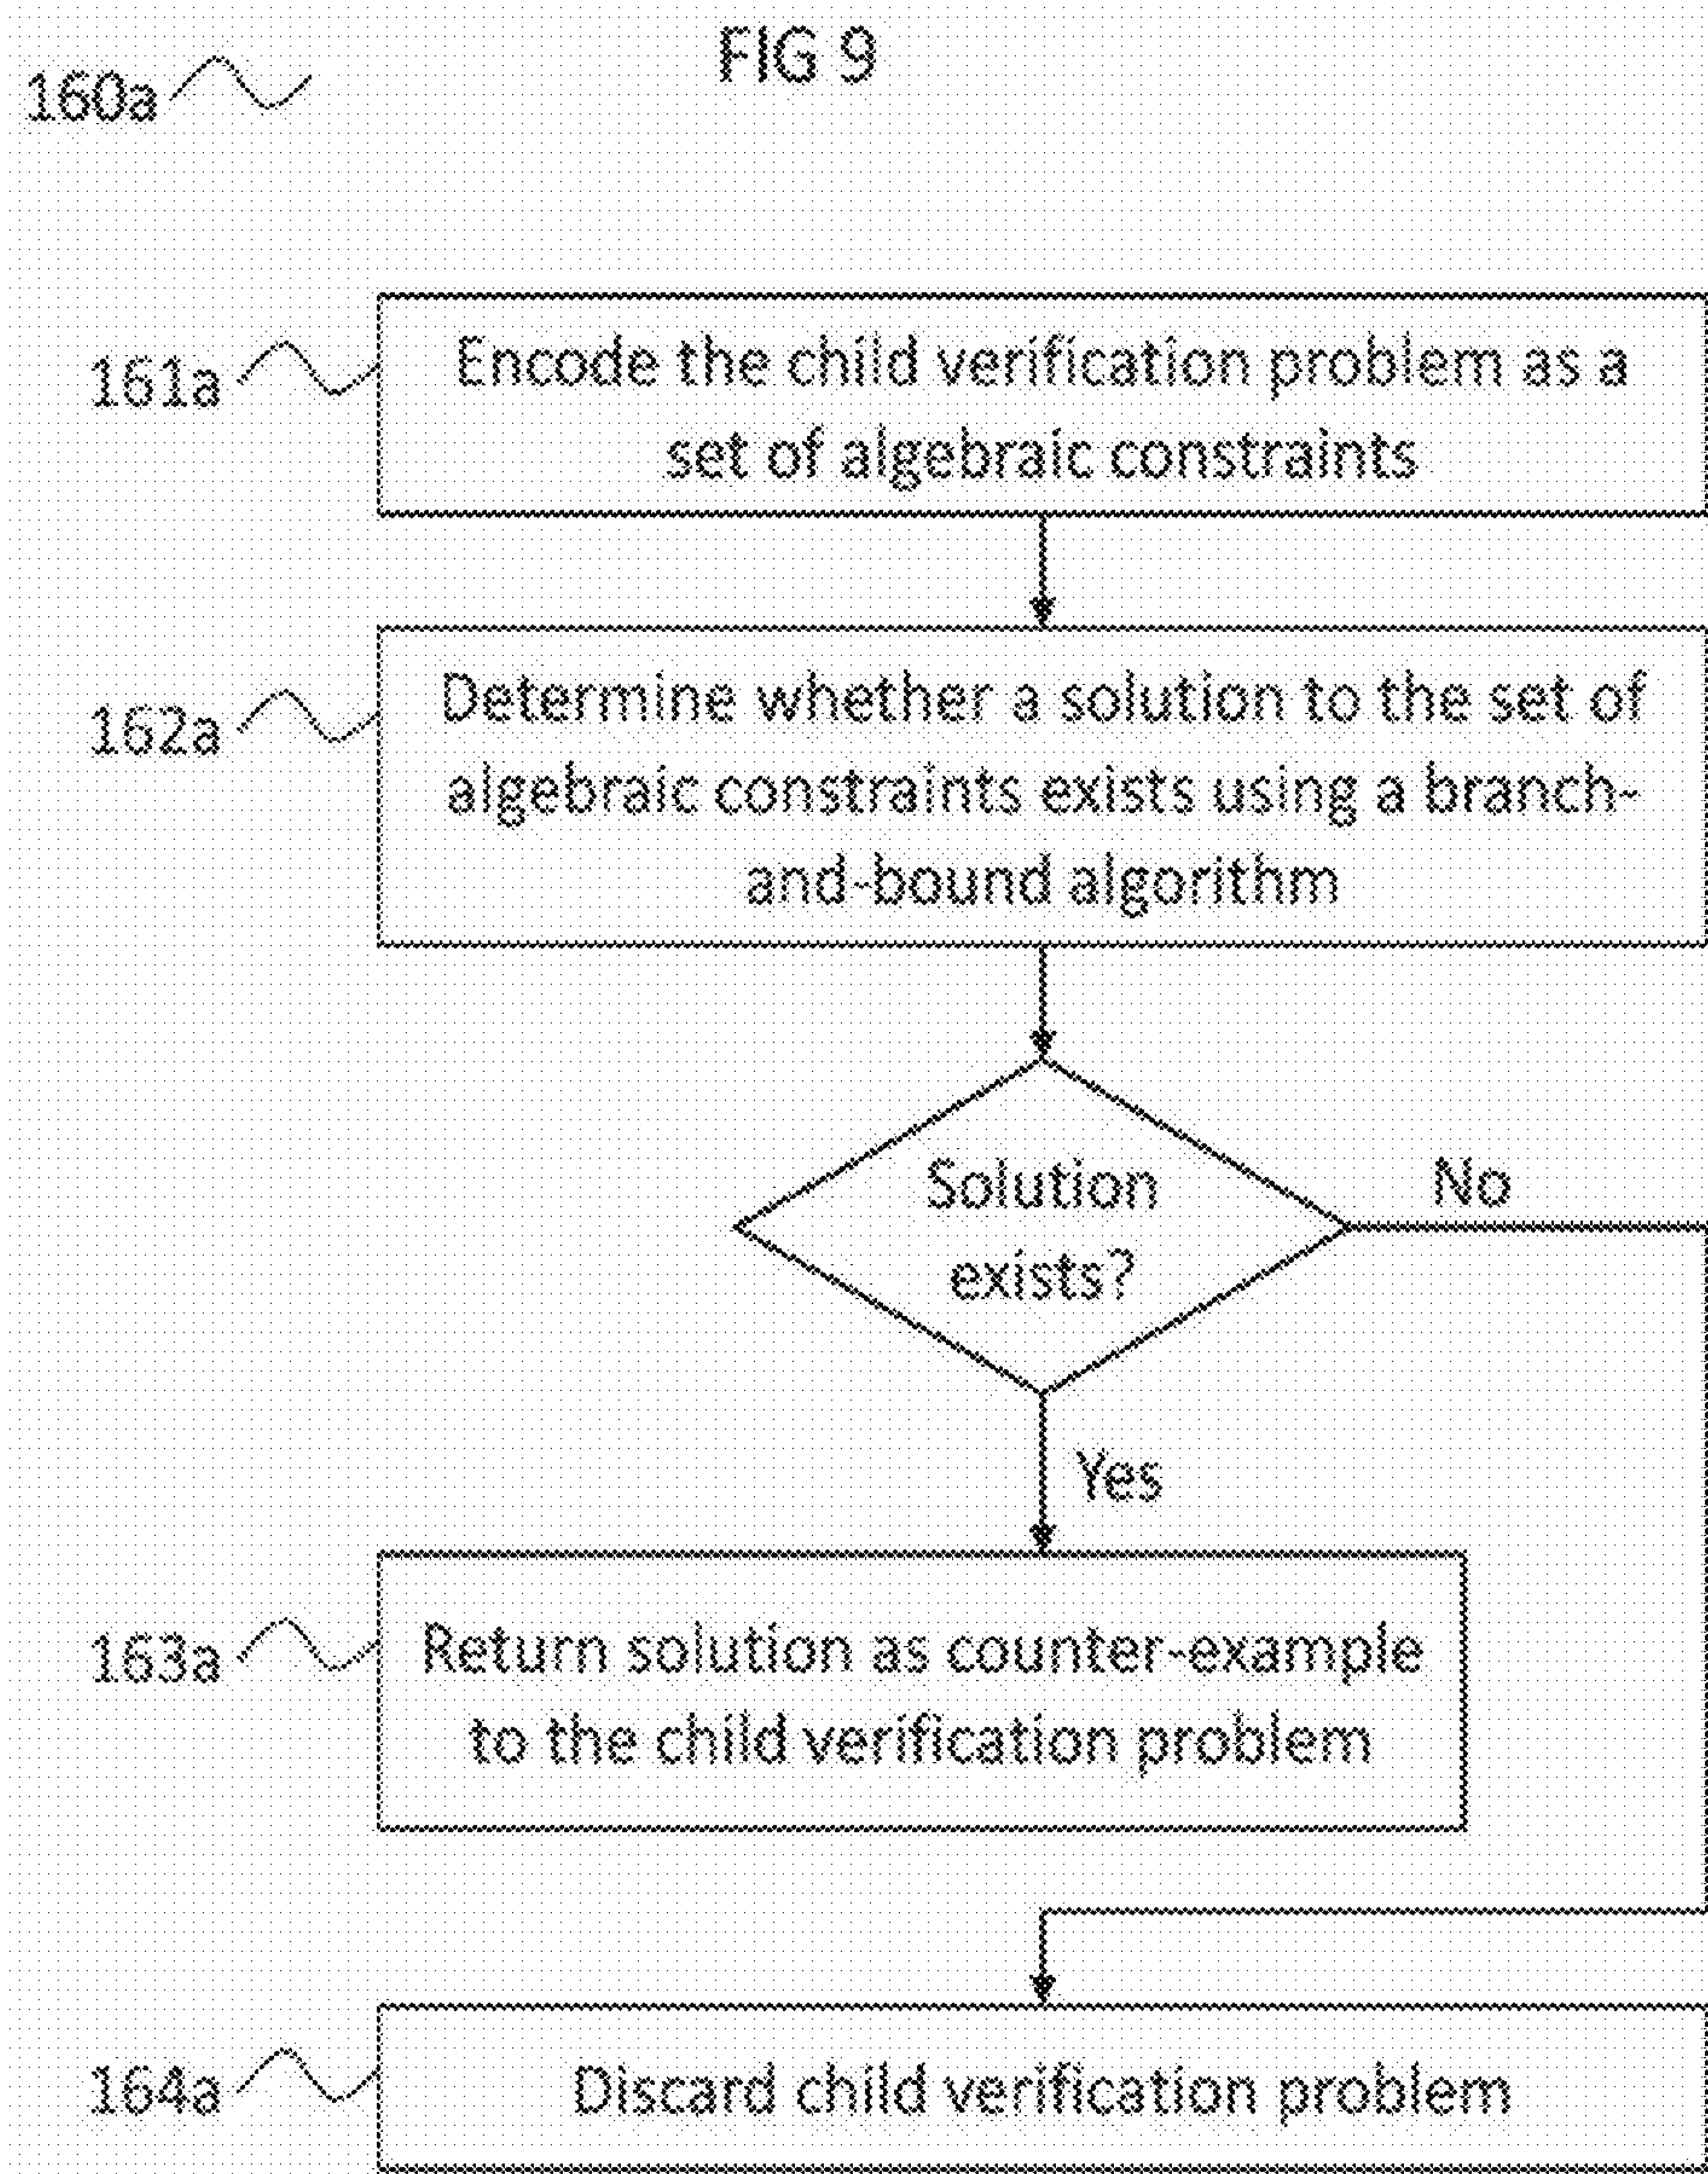 FIG 9
160a
161a
Encode the child verification problem as a
set of algebraic constraints
162a
Determine whether a solution to the set of
algebraic constraints exists using a branch-
and-bound algorithm
Solution
exists?
No
Yes
163a
Return solution as counter-example
to the child verification problem
164a
Discard child verification problem